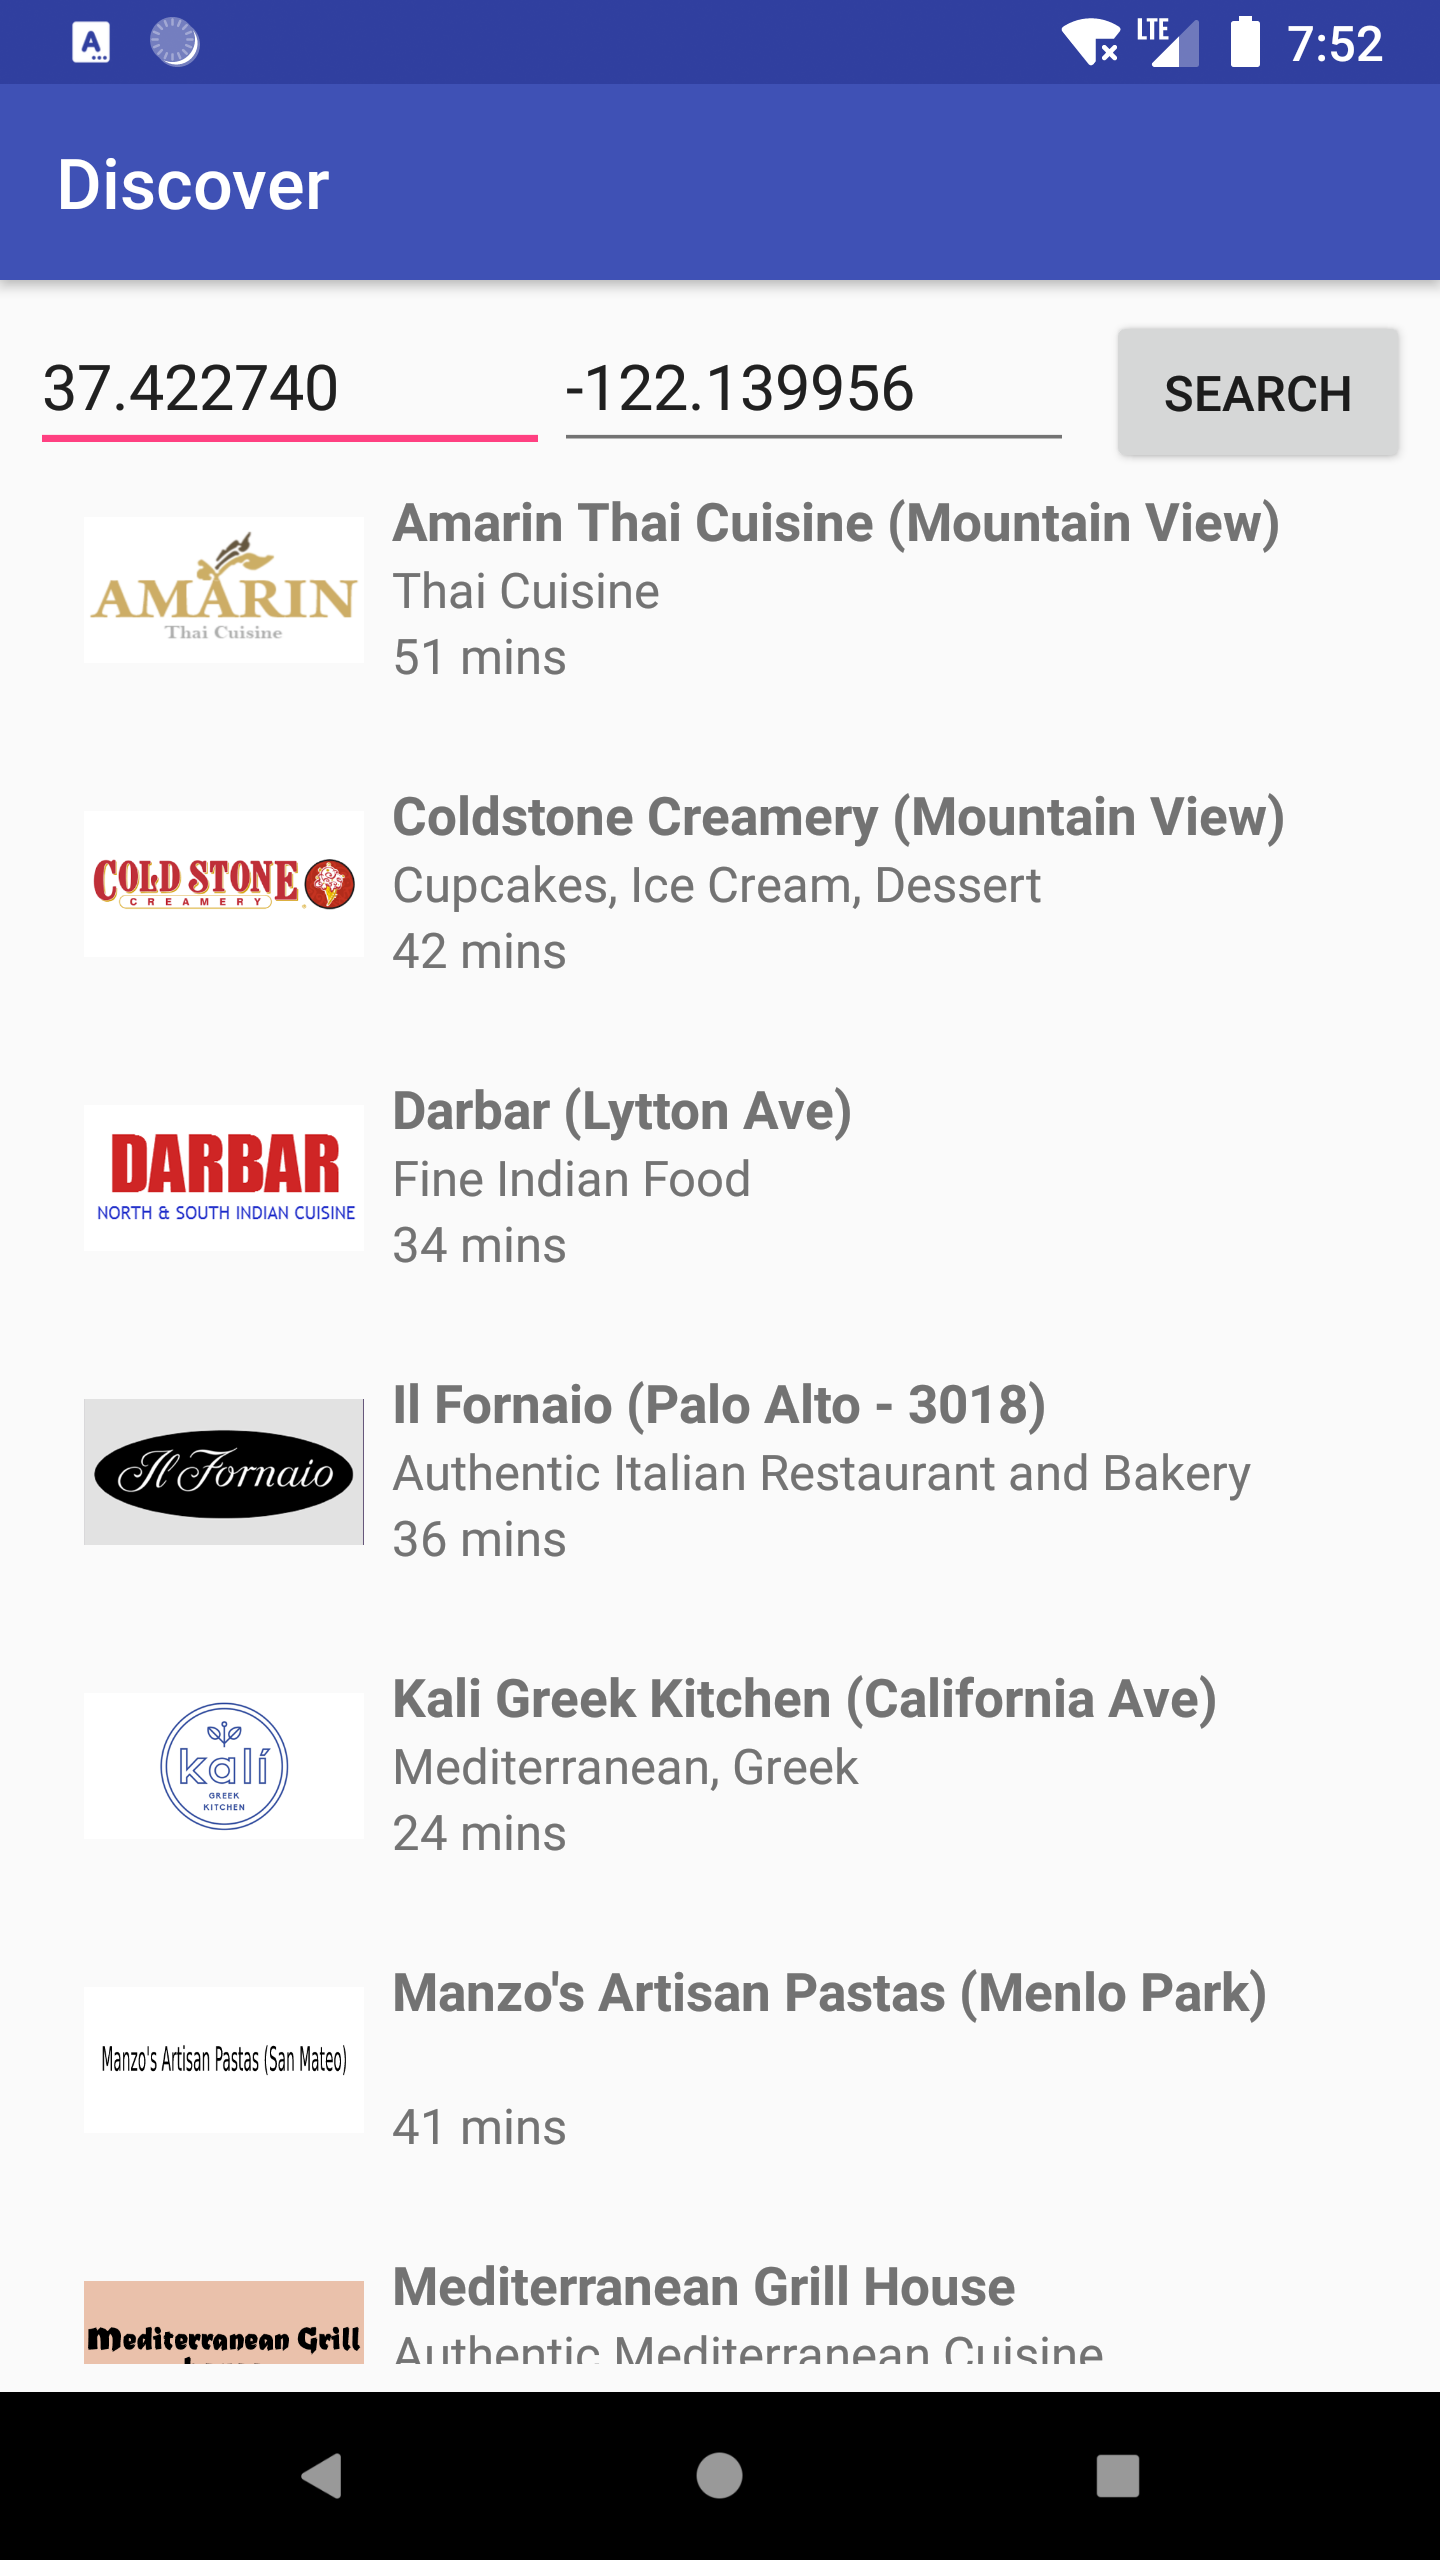 LTE 7:52
Discover
37.422740 -122.139956 SEARCH
AMARIN
Thai Cuisine
Amarin Thai Cuisine (Mountain View)
Thai Cuisine
51 mins
COLD STONE
CREAMERY
Coldstone Creamery (Mountain View)
Cupcakes, Ice Cream, Dessert
42 mins
DARBAR
NORTH & SOUTH INDIAN CUISINE
Darbar (Lytton Ave)
Fine Indian Food
34 mins
Il Fornaio
Il Fornaio (Palo Alto - 3018)
Authentic Italian Restaurant and Bakery
36 mins
kalí
GREEK
KITCHEN
Kali Greek Kitchen (California Ave)
Mediterranean, Greek
24 mins
Manzo's Artisan Pastas (San Mateo)
Manzo's Artisan Pastas (Menlo Park)
41 mins
Mediterranean Grill
Mediterranean Grill House
Authentic Mediterranean Cuisine